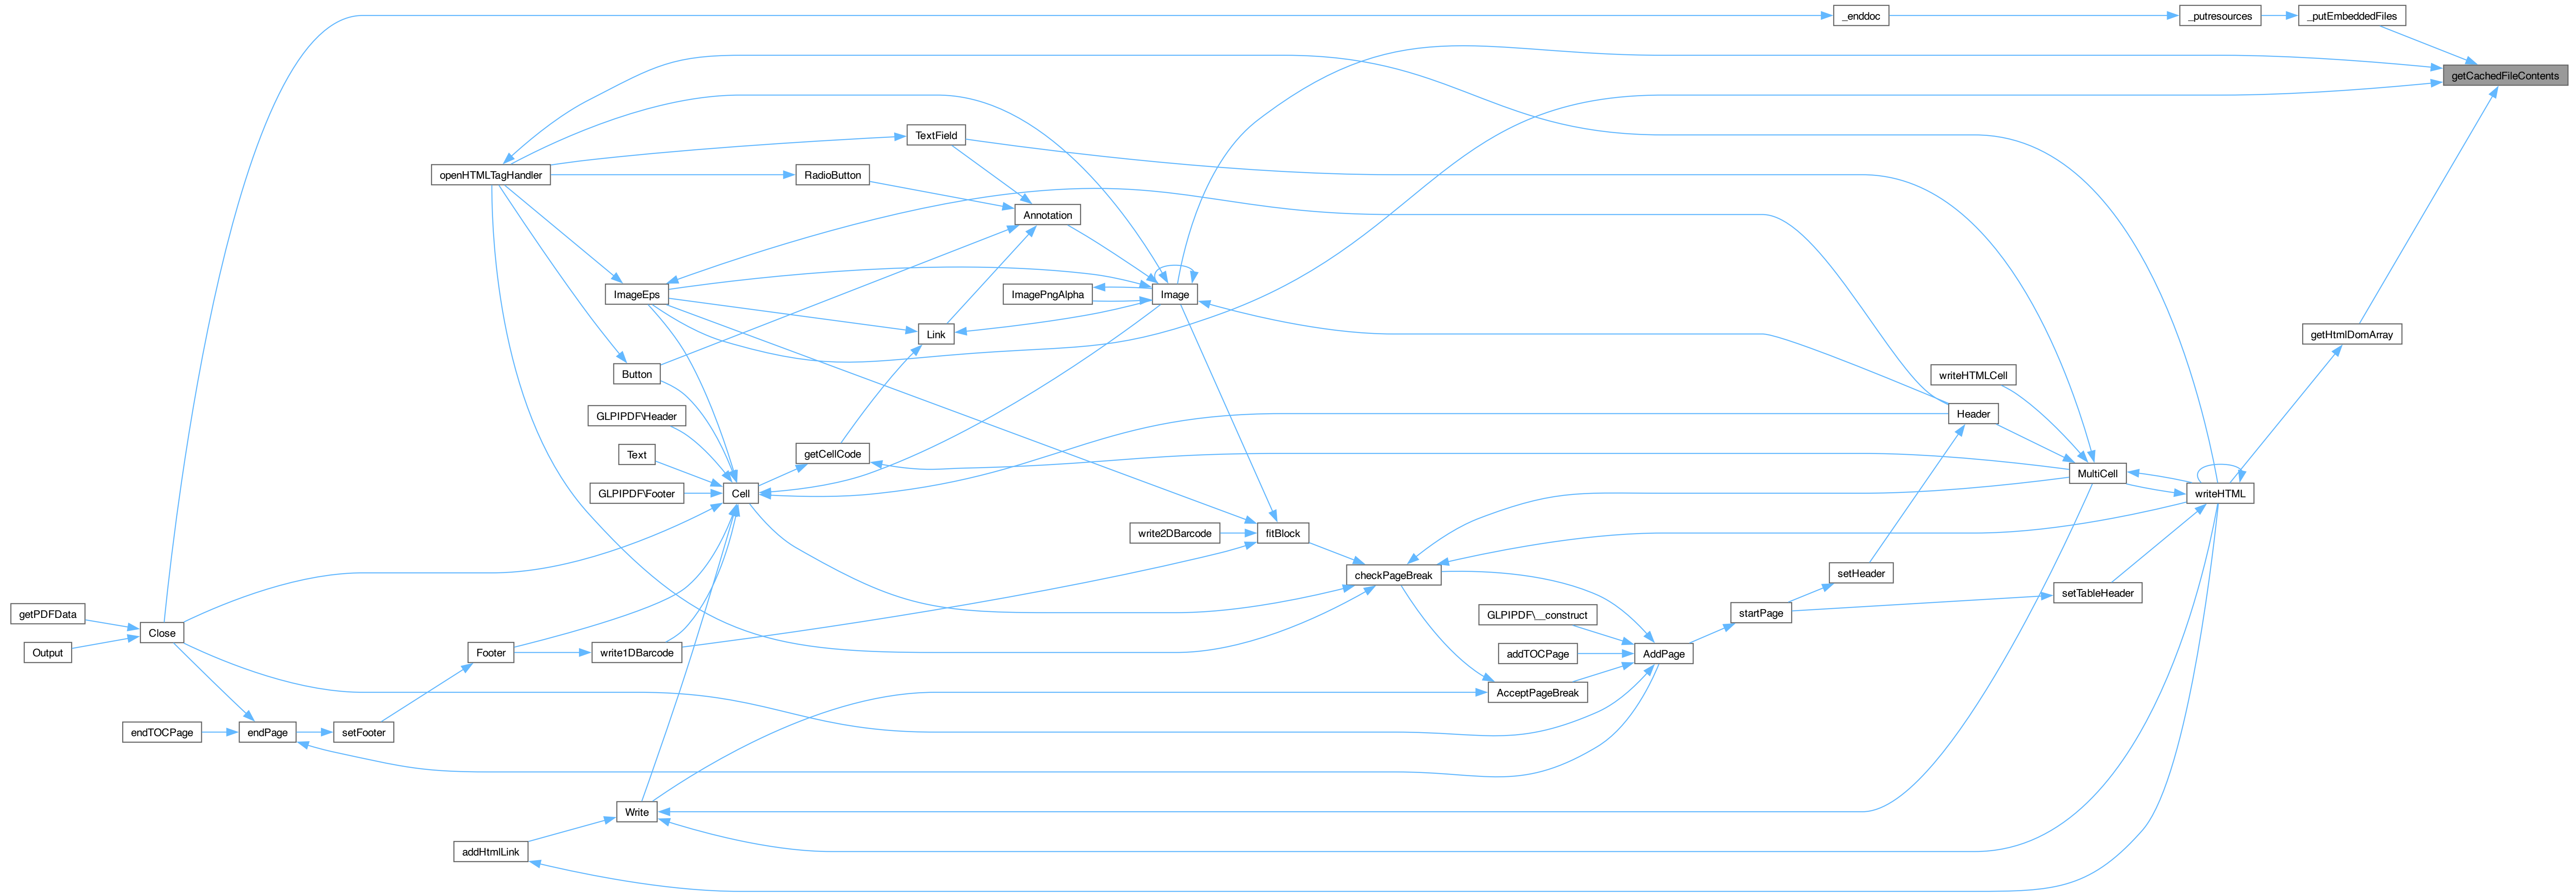 _enddoc
_putresources
_putEmbeddedFiles
getCachedFileContents
TextField
openHTMLTagHandler
RadioButton
Annotation
ImageEps
ImagePngAlpha
Image
Link
getHtmlDomArray
Button
writeHTMLCell
GLPIPDF\Header
Header
Text
getCellCode
MultiCell
GLPIPDF\Footer
Cell
writeHTML
write2DBarcode
fitBlock
checkPageBreak
setHeader
setTableHeader
getPDFData
GLPIPDF\__construct
startPage
Close
Output
Footer
write1DBarcode
addTOCPage
AddPage
AcceptPageBreak
endTOCPage
endPage
setFooter
Write
addHtmlLink